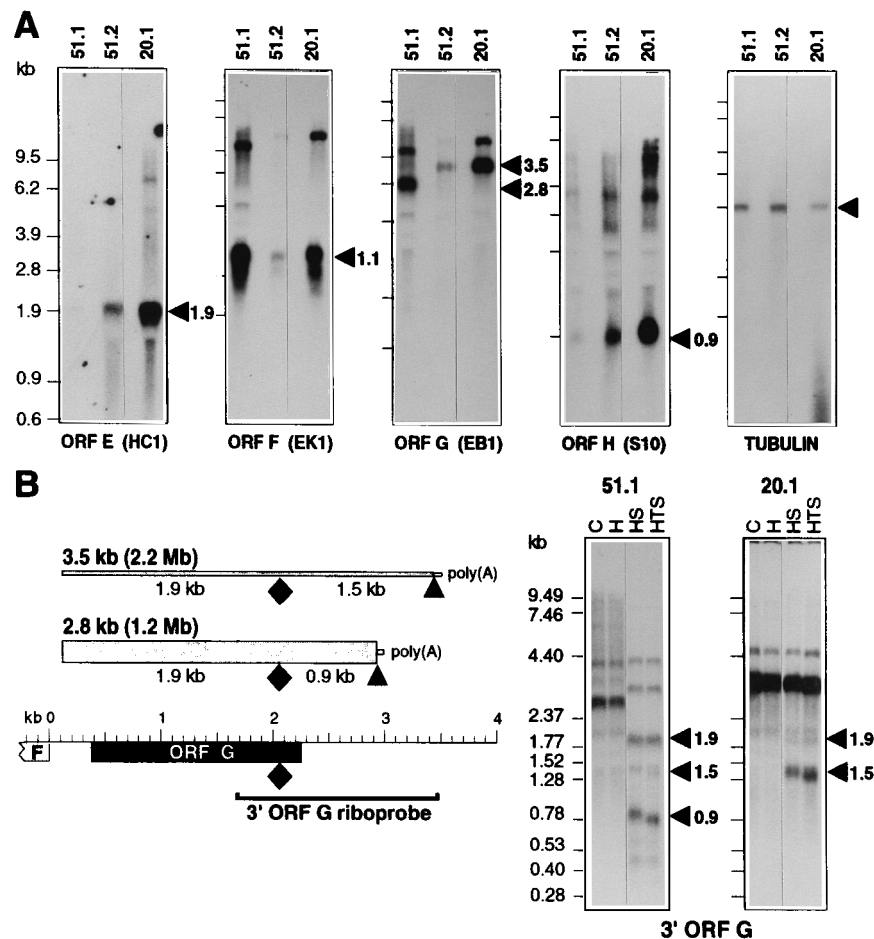 A
51.1 51.2 20.1
51.1 51.2 20.1
51.1 51.2 20.1
51.1 51.2 20.1
51.1 51.2 20.1
kb
9.5
6.2
3.9
2.8
1.9
0.9
0.6
1.9
1.1
3.5
2.8
0.9
ORF E (HC1)
ORF F (EK1)
ORF G (EB1)
ORF H (S10)
TUBULIN
B
3.5 kb (2.2 Mb)
poly(A)
1.9 kb 1.5 kb
2.8 kb (1.2 Mb)
poly(A)
1.9 kb 0.9 kb
kb 0 1 2 3 4
F ORF G
3' ORF G riboprobe
51.1 20.1
C H HS HTS
C H HS HTS
kb
9.49
7.46
4.40
2.37
1.77
1.52
1.28
0.78
0.53
0.40
0.28
1.9
1.5
0.9
1.9
1.5
3' ORF G